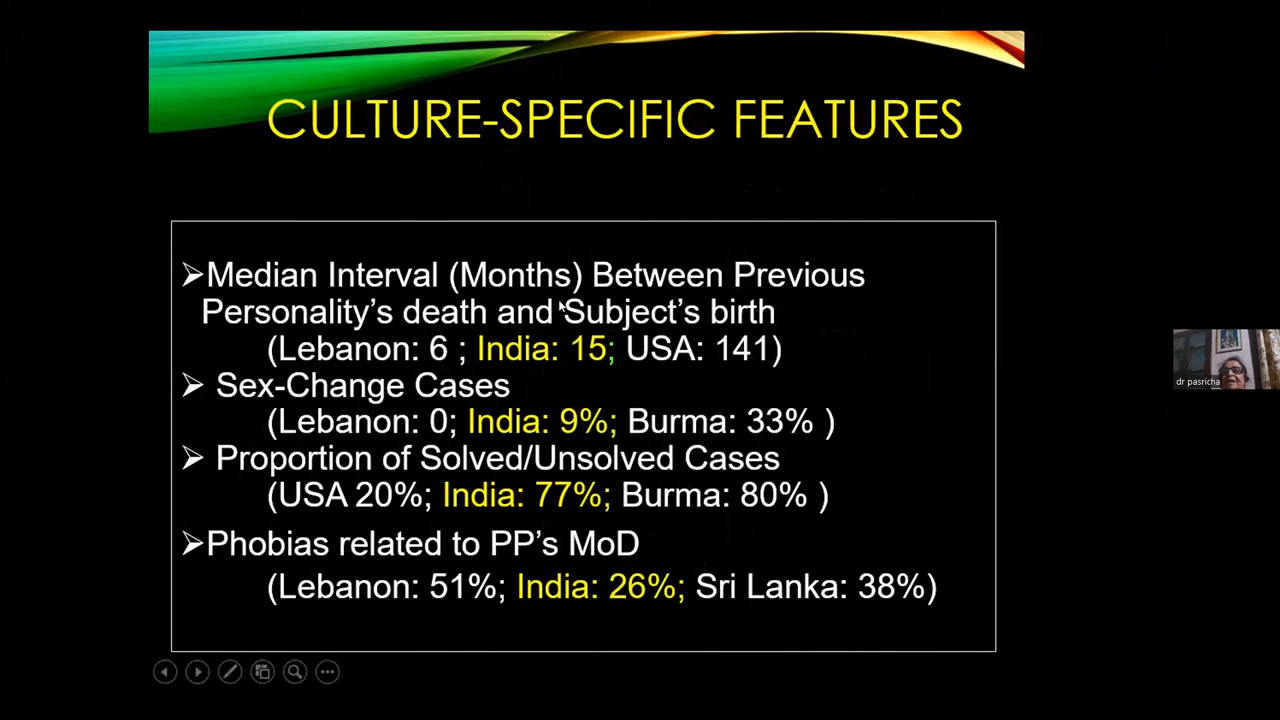 CULTURE-SPECIFIC FEATURES
➢Median Interval (Months) Between Previous
Personality’s death and Subject’s birth
(Lebanon: 6 ; India: 15; USA: 141)
➢ Sex-Change Cases
(Lebanon: 0; India: 9%; Burma: 33% )
➢ Proportion of Solved/Unsolved Cases
(USA 20%; India: 77%; Burma: 80% )
➢Phobias related to PP’s MoD
(Lebanon: 51%; India: 26%; Sri Lanka: 38%)
dr pasricha